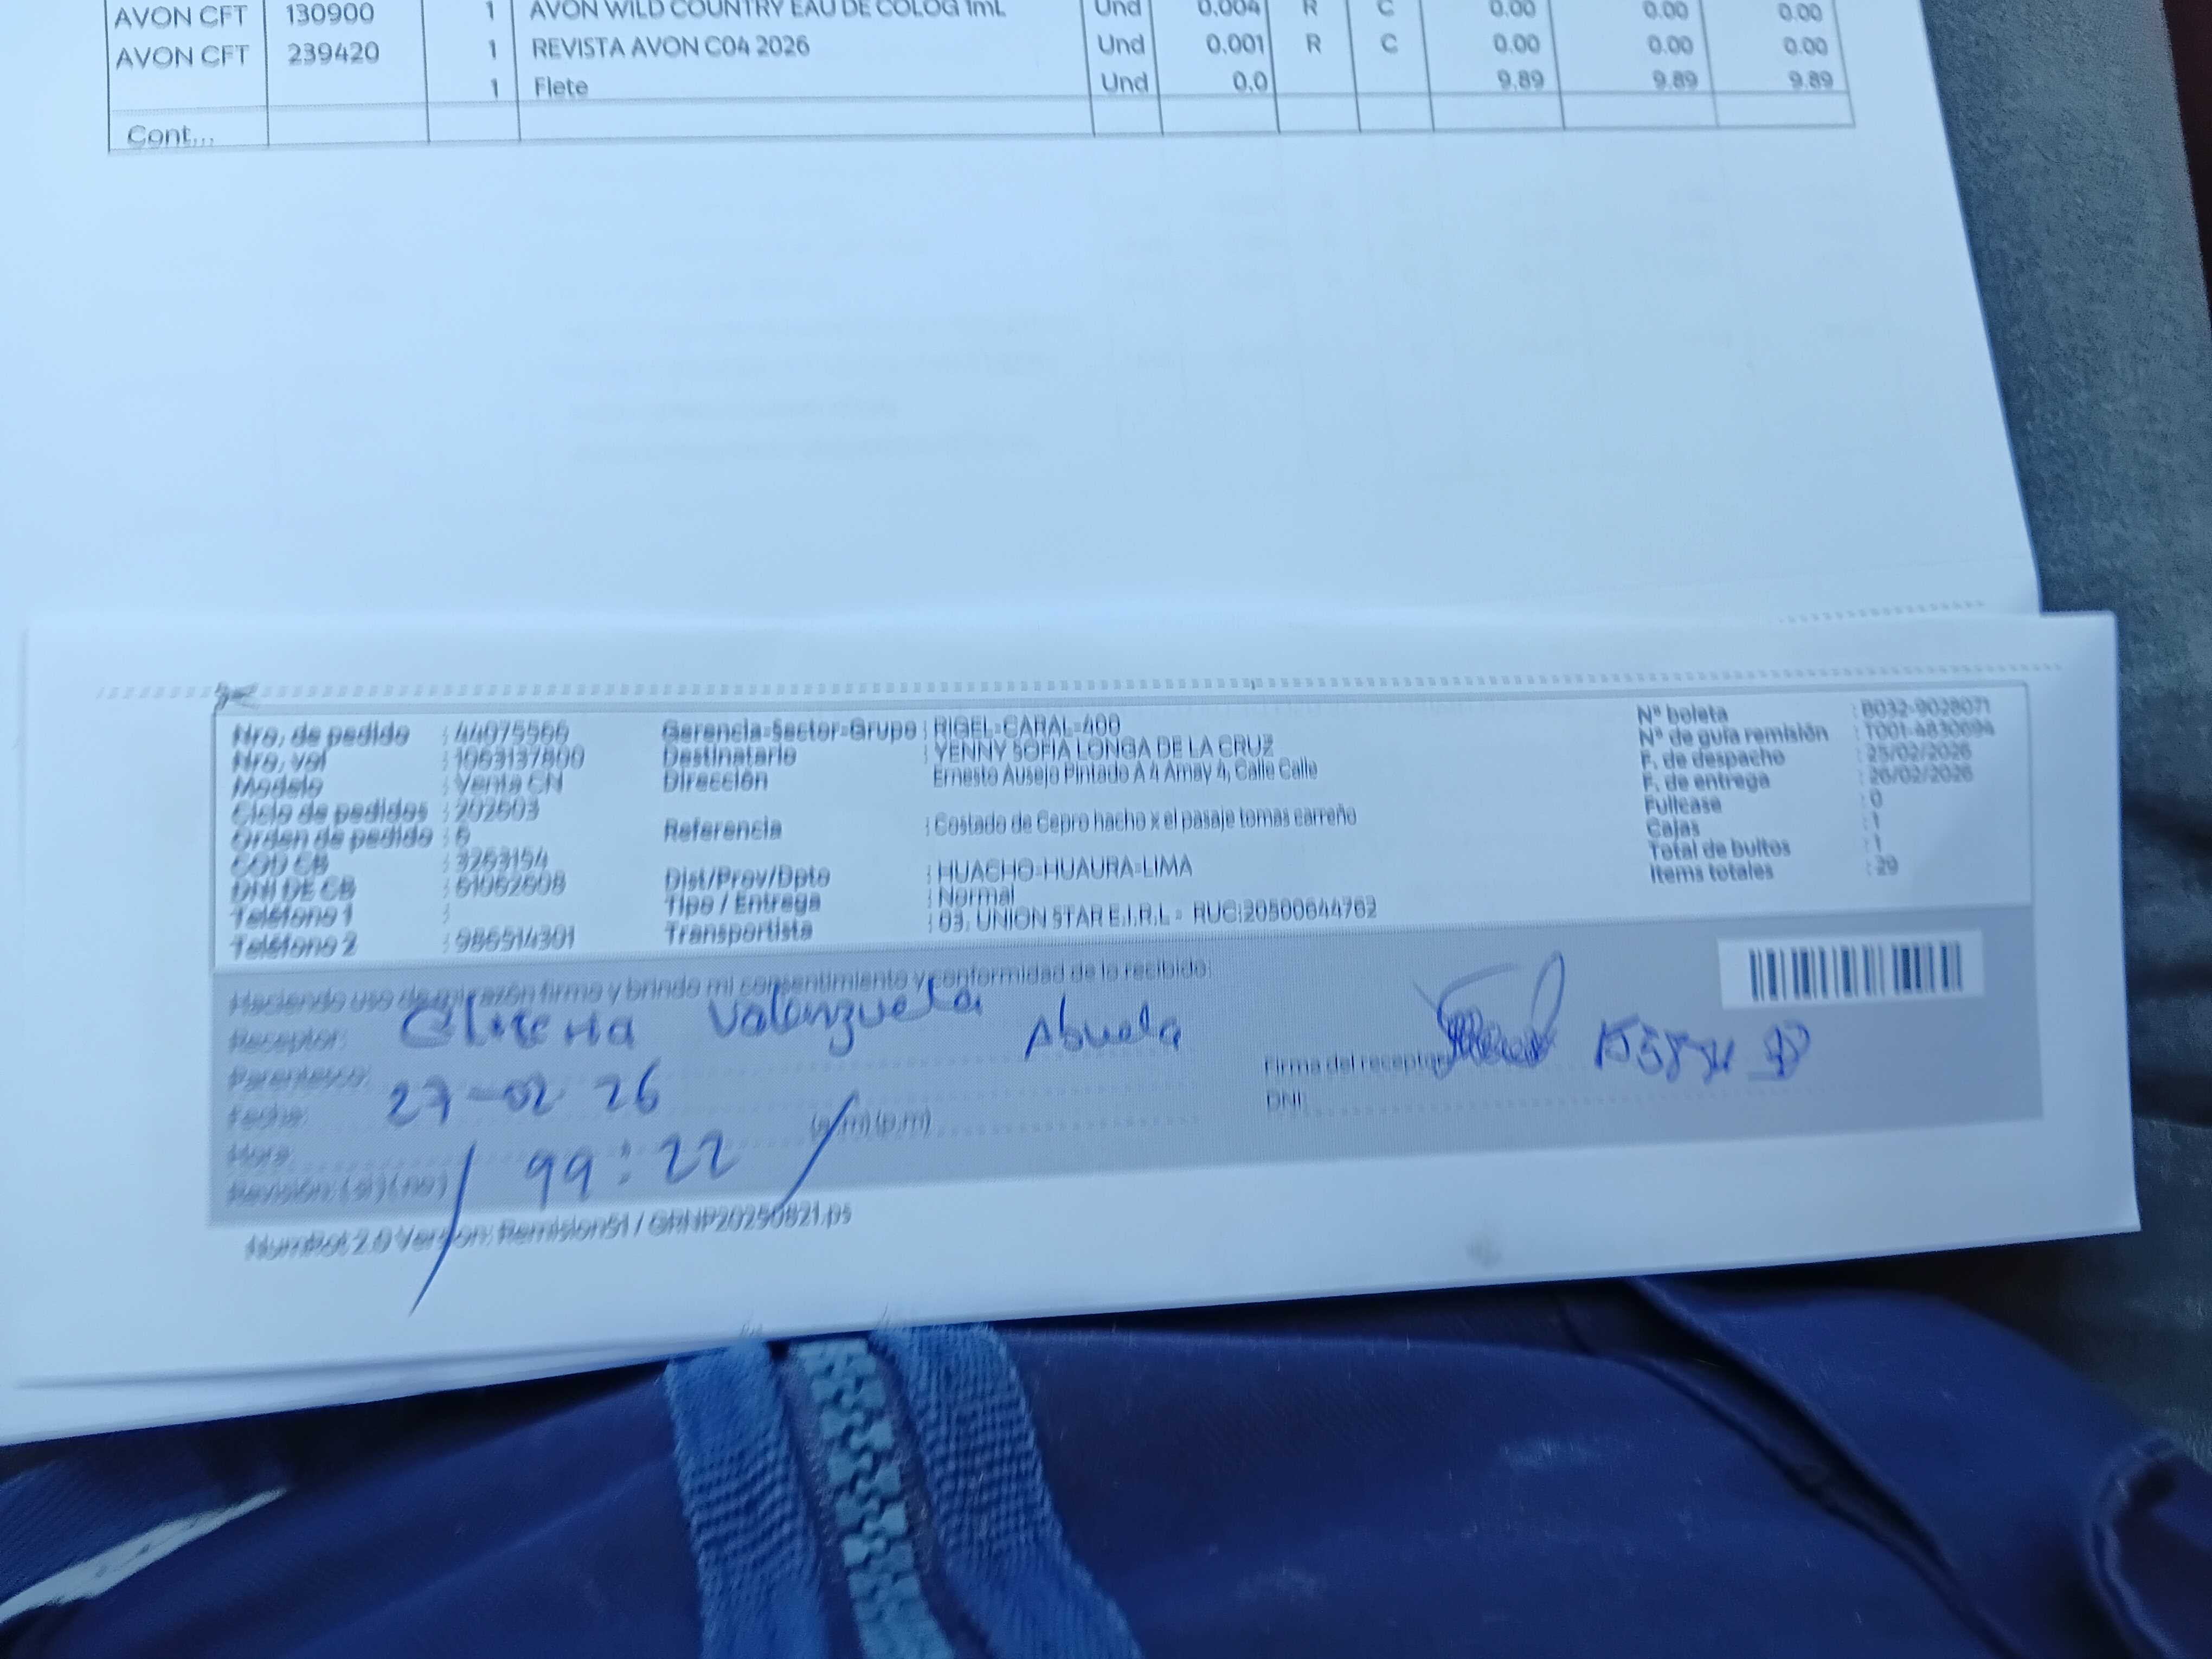 AVON CFT 130900 1 AVON WILD COUNTRY EAU DE COLOG 1mL Und 0.004 R C 0.00 0.00 0.00
AVON CFT 239420 1 REVISTA AVON C04 2026 Und 0.001 R C 0.00 0.00 0.00
1 Flete Und 0.0 9.89 9.89 9.89
Cont...
Nro. de pedido : 44075566 Gerencia-Sector-Grupo : RIGEL-CARAL-400 Nº boleta : B032-9028071
Nro. vol : 1063137800 Destinatario : YENNY SOFIA LONGA DE LA CRUZ Nº de guía remisión : T001-4830694
Modelo : Venta CN Dirección Ernesto Ausejo Pintado A 4 Amay 4, Calle Calle F. de despacho : 25/02/2026
Ciclo de pedidos : 202603 F. de entrega : 26/02/2026
Orden de pedido : 6 Referencia : Costado de Cepro hacho x el pasaje tomas carreño Fullcase : 0
COD CB : 3253154 Cajas : 1
DNI DE CB : 61062608 Dist/Prov/Dpto : HUACHO-HUAURA-LIMA Total de bultos : 1
Teléfono 1 : Tipo / Entrega : Normal Items totales : 29
Teléfono 2 : 986514301 Transportista : 03. UNION STAR E.I.R.L - RUC:20500644762
Haciendo uso de mi razón firmo y brindo mi consentimiento y conformidad de lo recibido:
Receptor: Valenzuela
Parentesco: Abuela Firma del receptor
Fecha: 27-02 26 DNI:
Hora: 99:22 (a.m)(p.m)
Revisión: (si) (no)
NumRot 2.0 Version: Remision51 / GRNP20250821.ps